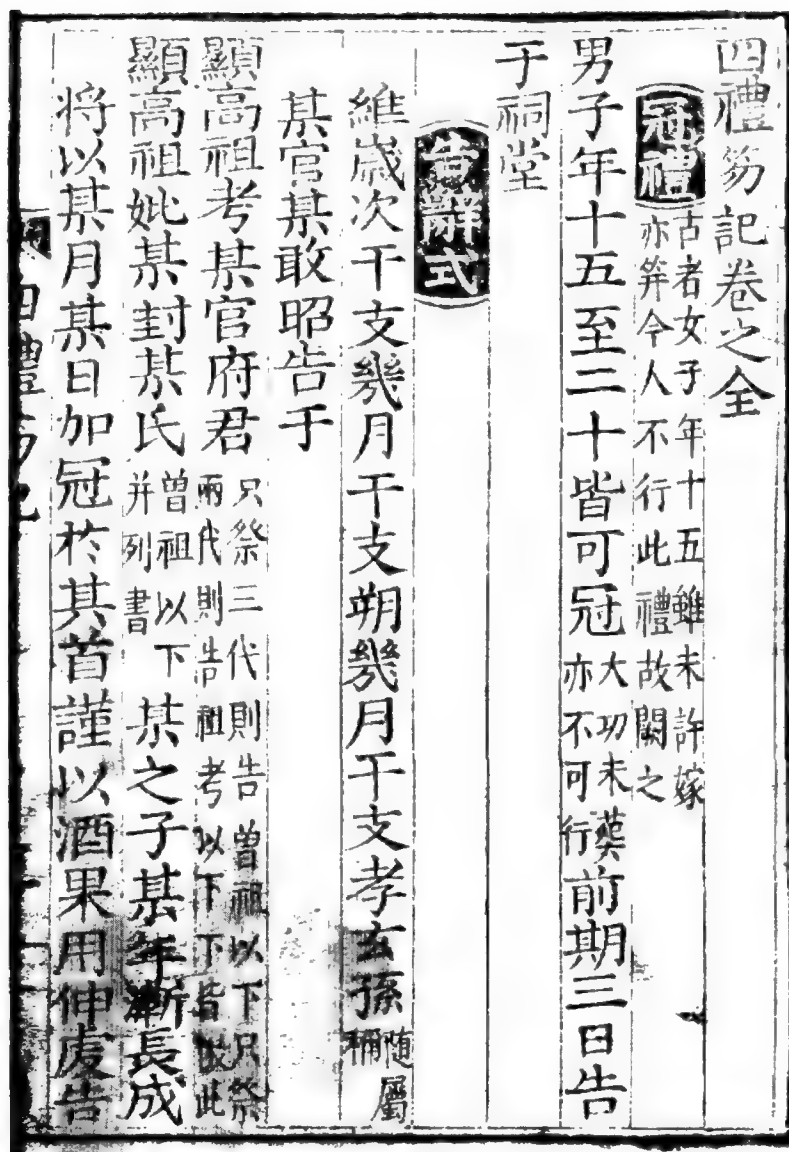 四禮笏記卷之全
冠禮 古者女子年十五雖未許嫁亦笄今人不行此禮故闕之
男子年十五至二十皆可冠 大功未葬亦不可行 前期三日告
于祠堂
告辭式
維歲次干支幾月干支朔幾月干支孝玄孫 隨屬稱
某官某敢昭告于
顯高祖考某官府君 只祭三代則告曾祖以下只祭兩代則告祖考以下下皆倣此
顯高祖妣某封某氏 曾祖以下并列書 某之子某年漸長成
將以某月某日加冠於其首謹以酒果用伸虔告
四禮笏記